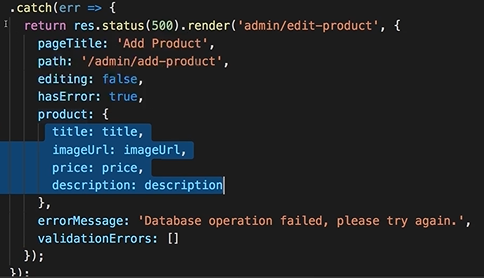 .catch(err => {
return res.status(500).render('admin/edit-product', {
pageTitle: 'Add Product',
path: '/admin/add-product',
editing: false,
hasError: true,
product: {
title: title,
imageUrl: imageUrl,
price: price,
description: description
},
errorMessage: 'Database operation failed, please try again.',
validationErrors: []
});
});